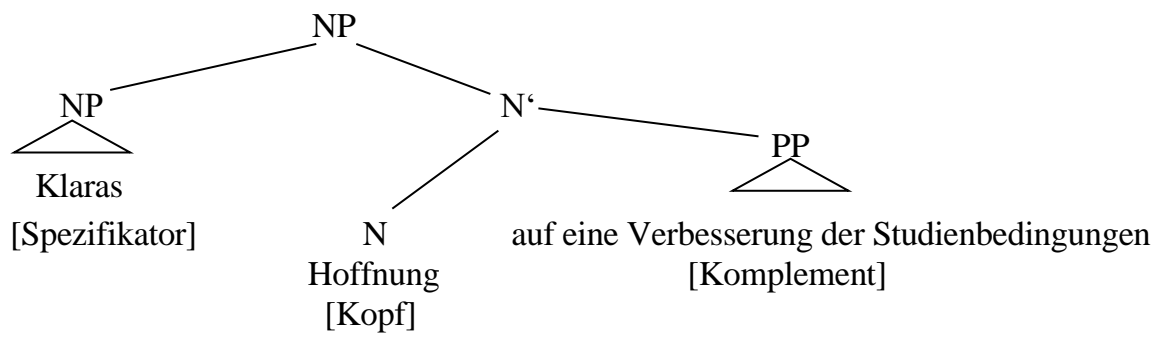 NP
NP N‘
PP
Klaras
[Spezifikator] N auf eine Verbesserung der Studienbedingungen
Hoffnung [Komplement]
[Kopf]